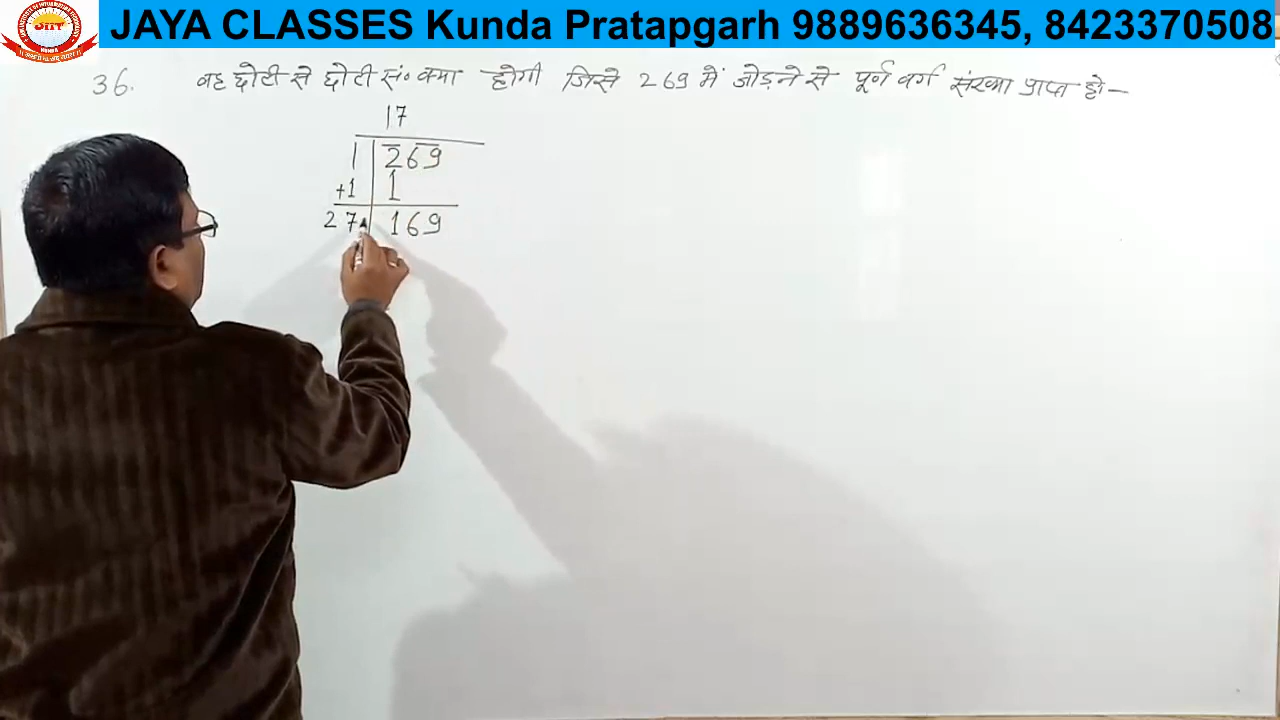 JAYA CLASSES Kunda Pratapgarh 9889636345, 8423370508
36. वह छोटी से छोटी सं० क्या होगी जिसे 269 में जोड़ने से पूर्ण वर्ग संख्या प्राप्त हो-
17
1 269
+1 1
27 169